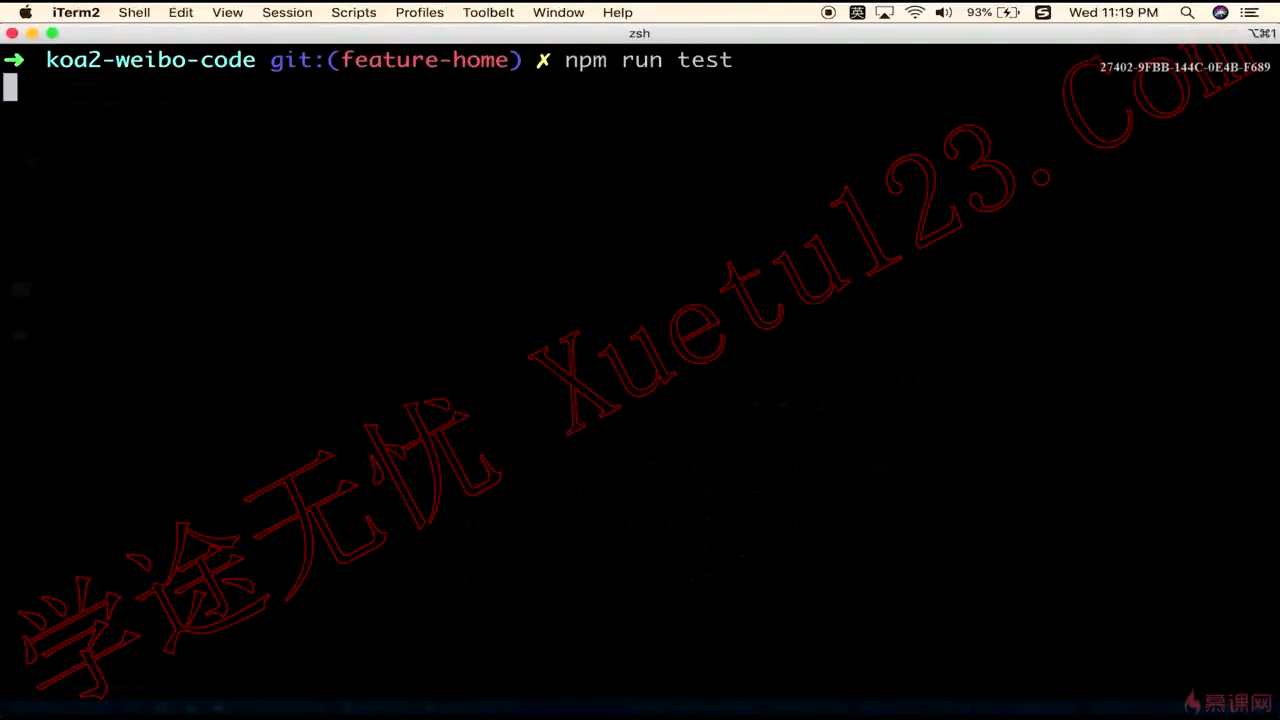 iTerm2 Shell Edit View Session Scripts Profiles Toolbelt Window Help 英 93% S Wed 11:19 PM
zsh ⌥⌘1
➜ koa2-weibo-code git:(feature-home) ✗ npm run test
27402-9FBB-144C-0E4B-F689
学途无忧 Xuetu123.Com
慕课网